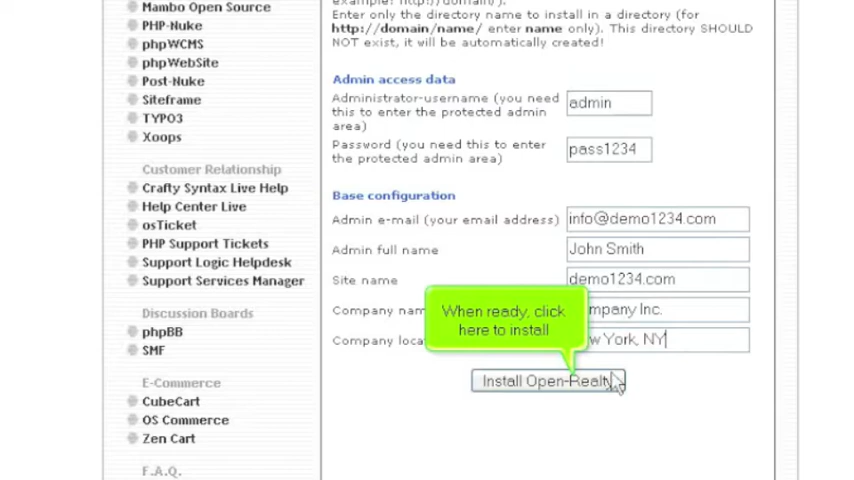 Mambo Open Source
PHP-Nuke
phpWCMS
phpWebSite
Post-Nuke
Siteframe
TYPO3
Xoops
Customer Relationship
Crafty Syntax Live Help
Help Center Live
osTicket
PHP Support Tickets
Support Logic Helpdesk
Support Services Manager
Discussion Boards
phpBB
SMF
E-Commerce
CubeCart
OS Commerce
Zen Cart
F.A.Q.
example: http://domain/).
Enter only the directory name to install in a directory (for
http://domain/name/ enter name only). This directory SHOULD
NOT exist, it will be automatically created!
Admin access data
Administrator-username (you need
this to enter the protected admin
area)
admin
Password (you need this to enter
the protected admin area)
pass1234
Base configuration
Admin e-mail (your email address) info@demo1234.com
Admin full name John Smith
Site name demo1234.com
Company mpany Inc.
Company w York, NY
When ready, click
here to install
Install Open-Realty